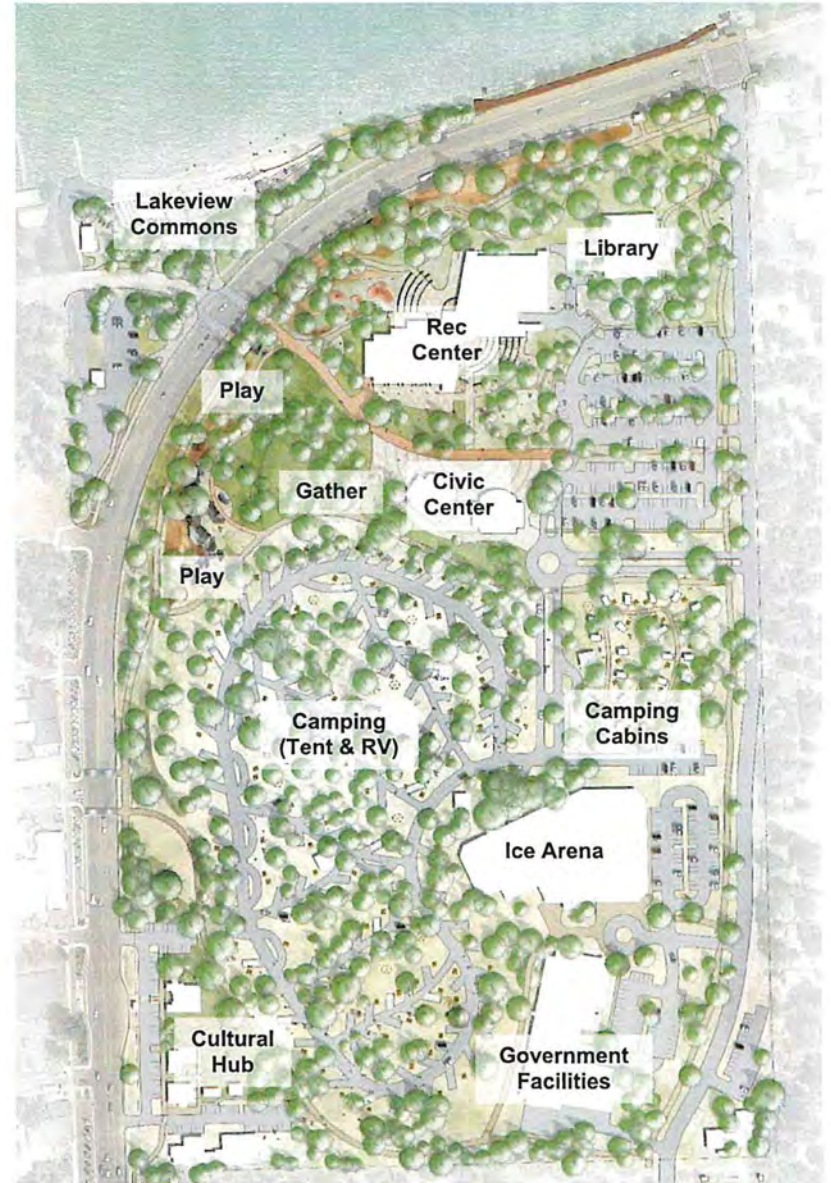 Lakeview
Commons
Library
Rec
Center
Play
Gather
Civic
Center
Play
Camping
(Tent & RV)
Camping
Cabins
Ice Arena
Cultural
Hub
Government
Facilities